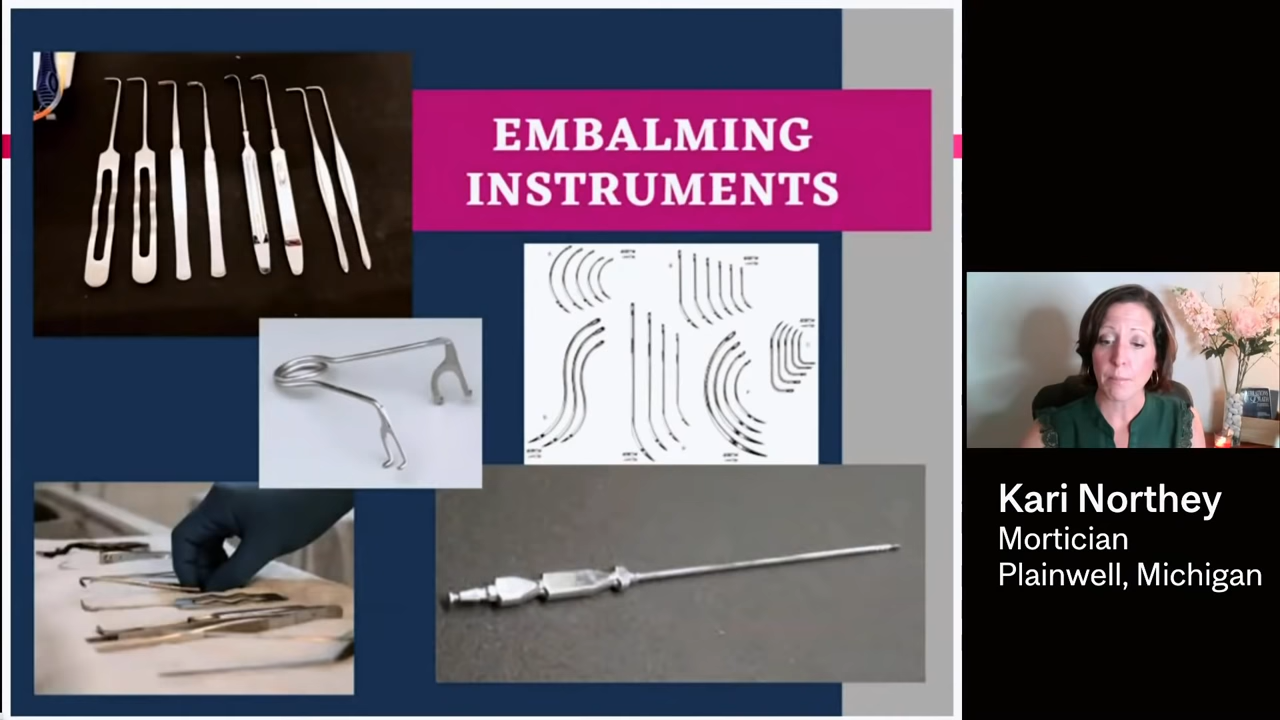 EMBALMING
INSTRUMENTS
Kari Northey
Mortician
Plainwell, Michigan